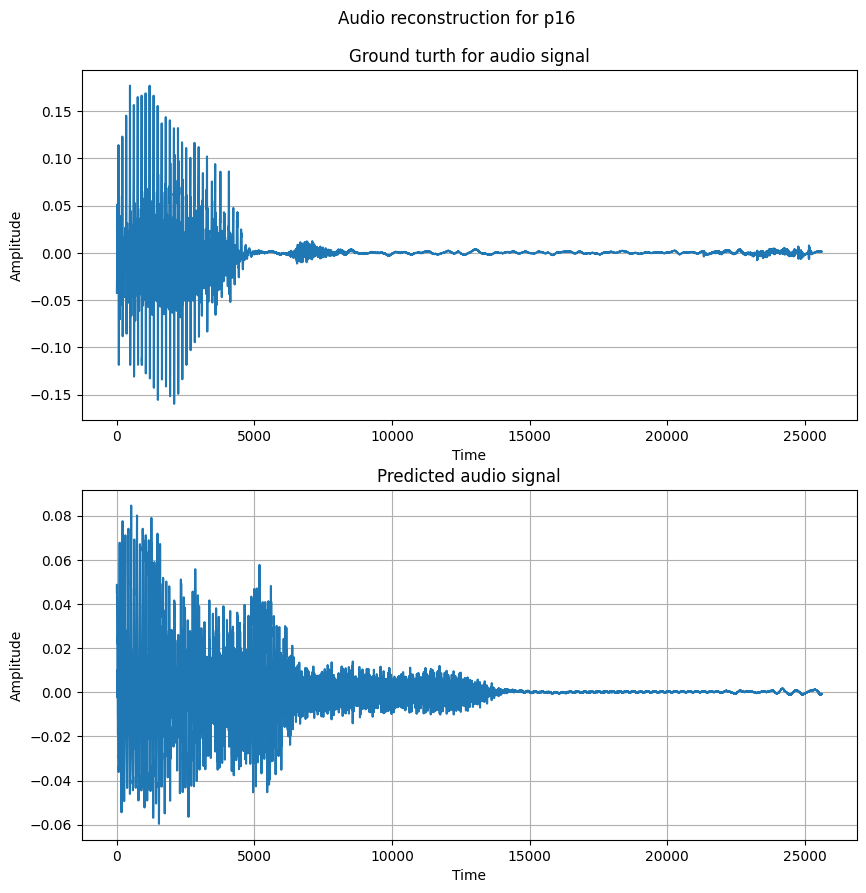 Audio reconstruction for p16
Ground turth for audio signal
0.15
0.10
0.05
0.00
−0.05
−0.10
−0.15
Amplitude
0 5000 10000 15000 20000 25000
Time
Predicted audio signal
0.08
0.06
0.04
0.02
0.00
−0.02
−0.04
−0.06
Amplitude
0 5000 10000 15000 20000 25000
Time